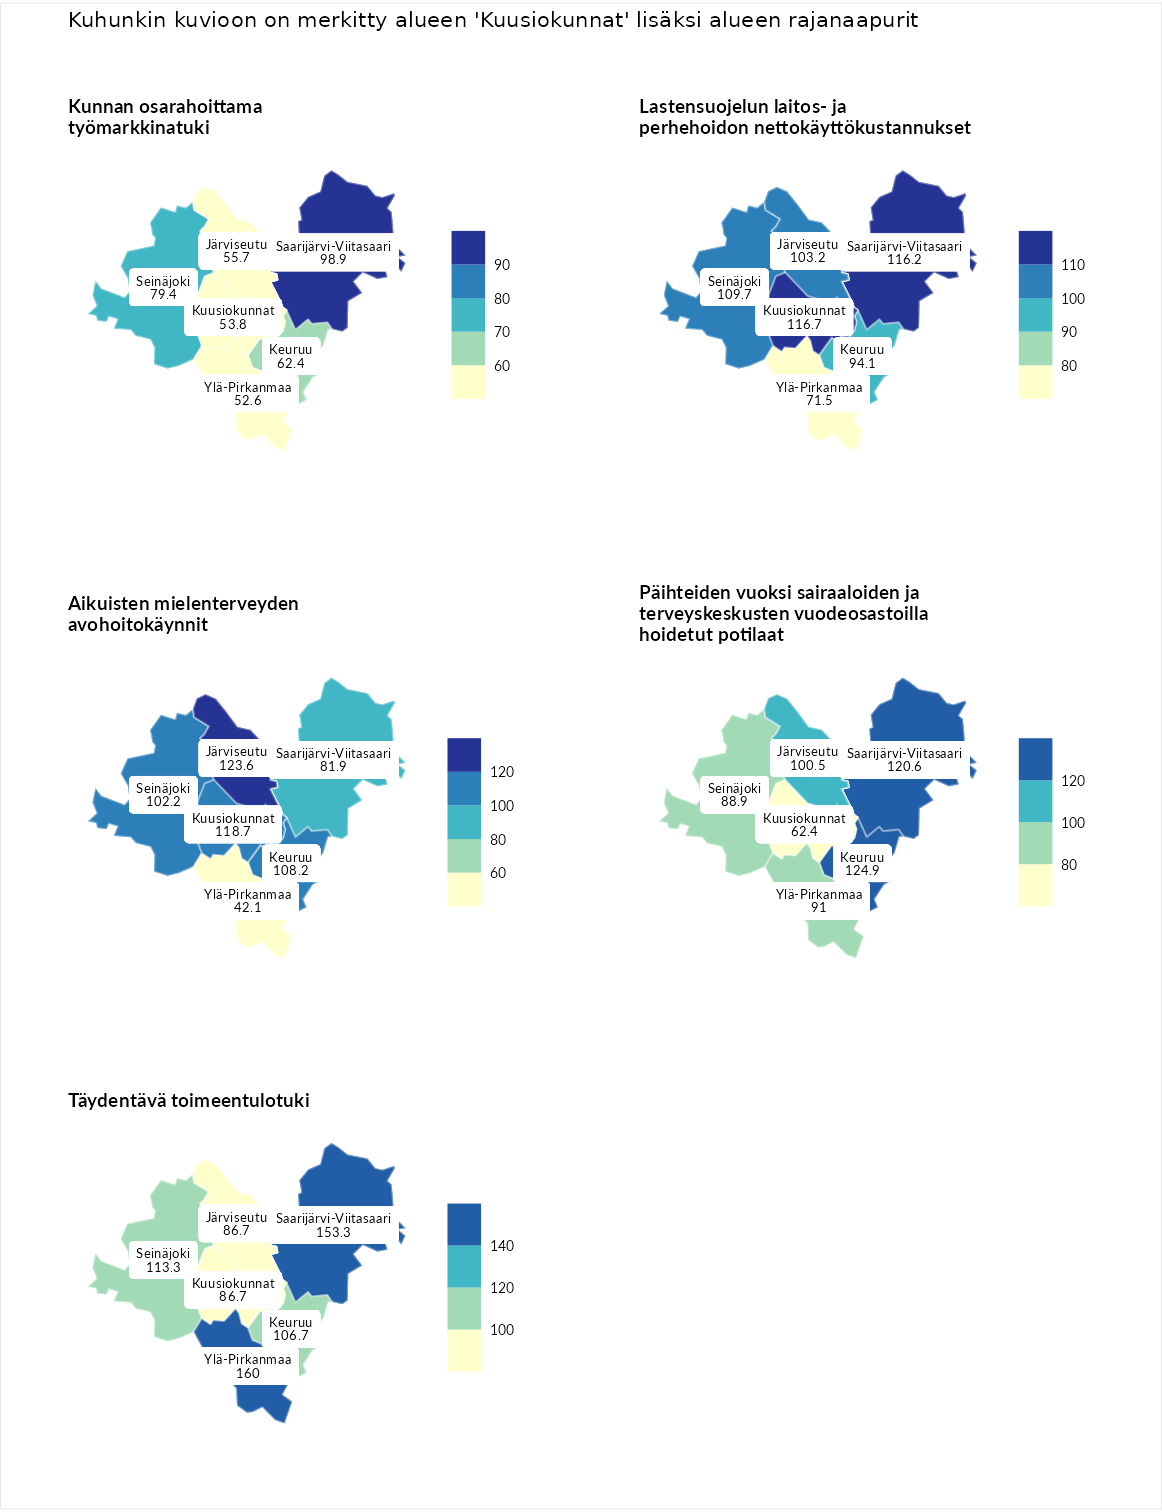 Kuhunkin kuvioon on merkitty alueen 'Kuusiokunnat' lisäksi alueen rajanaapurit
Kunnan osarahoittama
työmarkkinatuki
Järviseutu
55.7
Saarijärvi-Viitasaari
98.9
Seinäjoki
79.4
Kuusiokunnat
53.8
Keuruu
62.4
Ylä-Pirkanmaa
52.6
90
80
70
60
Lastensuojelun laitos- ja
perhehoidon nettokäyttökustannukset
Järviseutu
103.2
Saarijärvi-Viitasaari
116.2
Seinäjoki
109.7
Kuusiokunnat
116.7
Keuruu
94.1
Ylä-Pirkanmaa
71.5
110
100
90
80
Aikuisten mielenterveyden
avohoitokäynnit
Järviseutu
123.6
Saarijärvi-Viitasaari
81.9
Seinäjoki
102.2
Kuusiokunnat
118.7
Keuruu
108.2
Ylä-Pirkanmaa
42.1
120
100
80
60
Päihteiden vuoksi sairaaloiden ja
terveyskeskusten vuodeosastoilla
hoidetut potilaat
Järviseutu
100.5
Saarijärvi-Viitasaari
120.6
Seinäjoki
88.9
Kuusiokunnat
62.4
Keuruu
124.9
Ylä-Pirkanmaa
91
120
100
80
Täydentävä toimeentulotuki
Järviseutu
86.7
Saarijärvi-Viitasaari
153.3
Seinäjoki
113.3
Kuusiokunnat
86.7
Keuruu
106.7
Ylä-Pirkanmaa
160
140
120
100